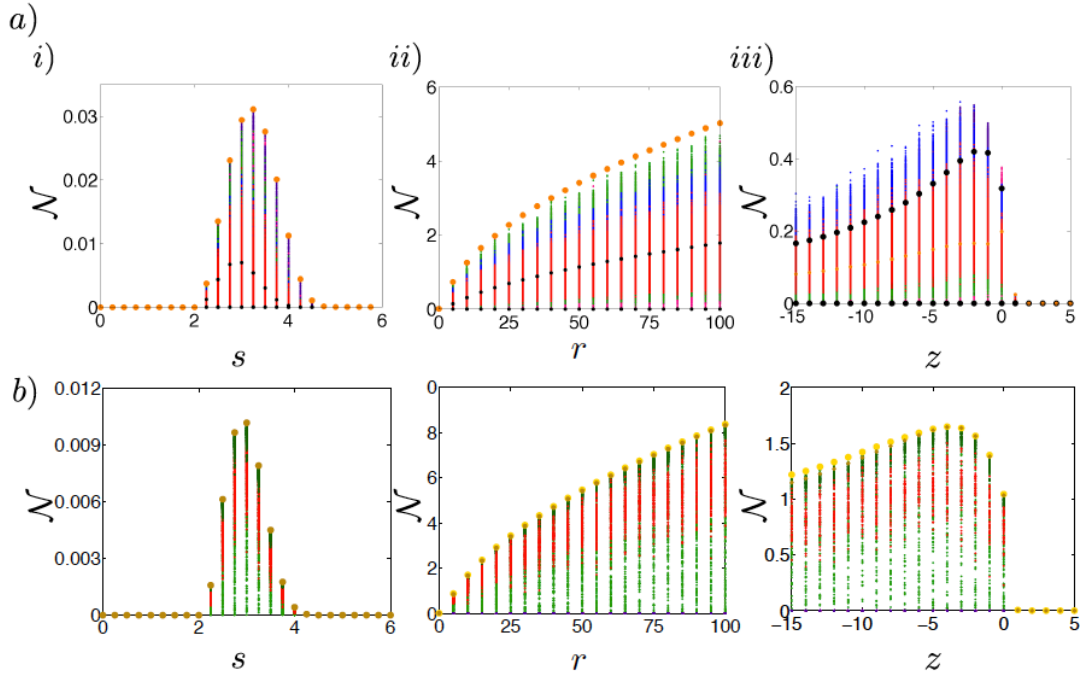 a)
i) ii) iii)
𝒩 0.03 0.02 0.01 0
0 2 4 6
s
𝒩 6 4 2 0
0 25 50 75 100
r
𝒩 0.6 0.4 0.2 0
-15 -10 -5 0 5
z
b)
𝒩 0.012 0.009 0.006 0.003 0
0 2 4 6
s
𝒩 0 8 6 4 2 0
0 25 50 75 100
r
𝒩 2 1.5 1 0.5 0
−15 −10 −5 0 5
z